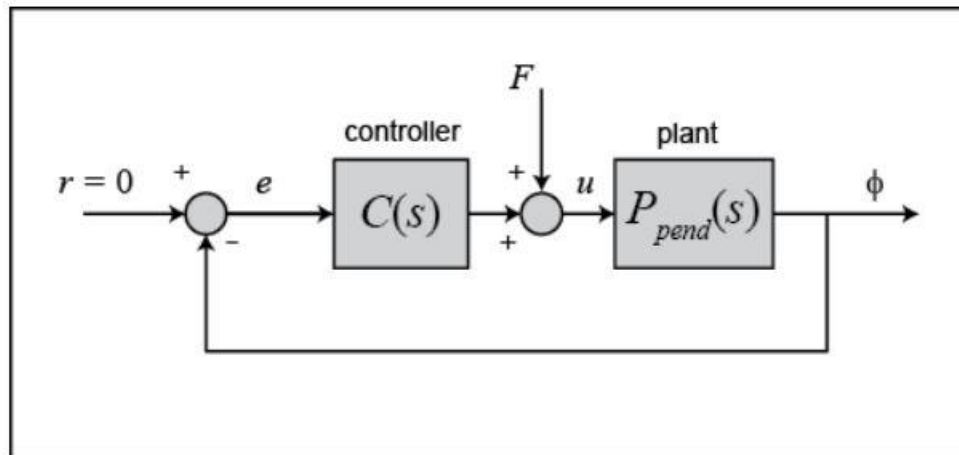 F
controller
plant
r = 0
+
e
C(s)
+
u
P_pend(s)
ϕ
-
+